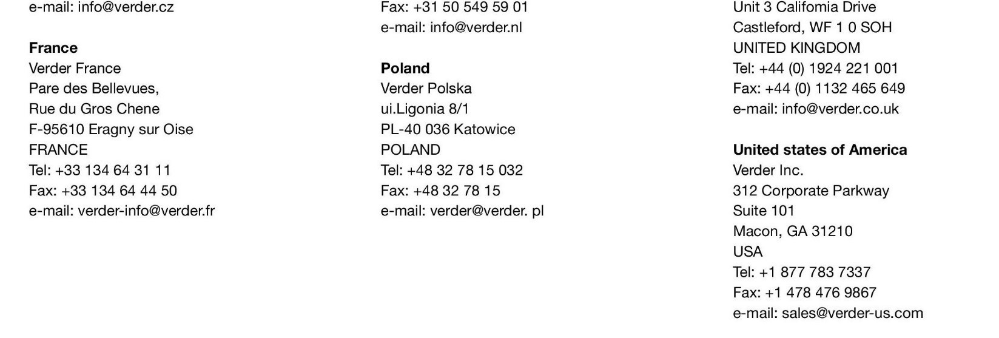 e-mail: info@verder.cz

France
Verder France
Pare des Bellevues,
Rue du Gros Chene
F-95610 Eragny sur Oise
FRANCE
Tel: +33 134 64 31 11
Fax: +33 134 64 44 50
e-mail: verder-info@verder.fr

Fax: +31 50 549 59 01
e-mail: info@verder.nl

Poland
Verder Polska
ui.Ligonia 8/1
PL-40 036 Katowice
POLAND
Tel: +48 32 78 15 032
Fax: +48 32 78 15
e-mail: verder@verder. pl

Unit 3 Califomia Drive
Castleford, WF 1 0 SOH
UNITED KINGDOM
Tel: +44 (0) 1924 221 001
Fax: +44 (0) 1132 465 649
e-mail: info@verder.co.uk

United states of America
Verder Inc.
312 Corporate Parkway
Suite 101
Macon, GA 31210
USA
Tel: +1 877 783 7337
Fax: +1 478 476 9867
e-mail: sales@verder-us.com